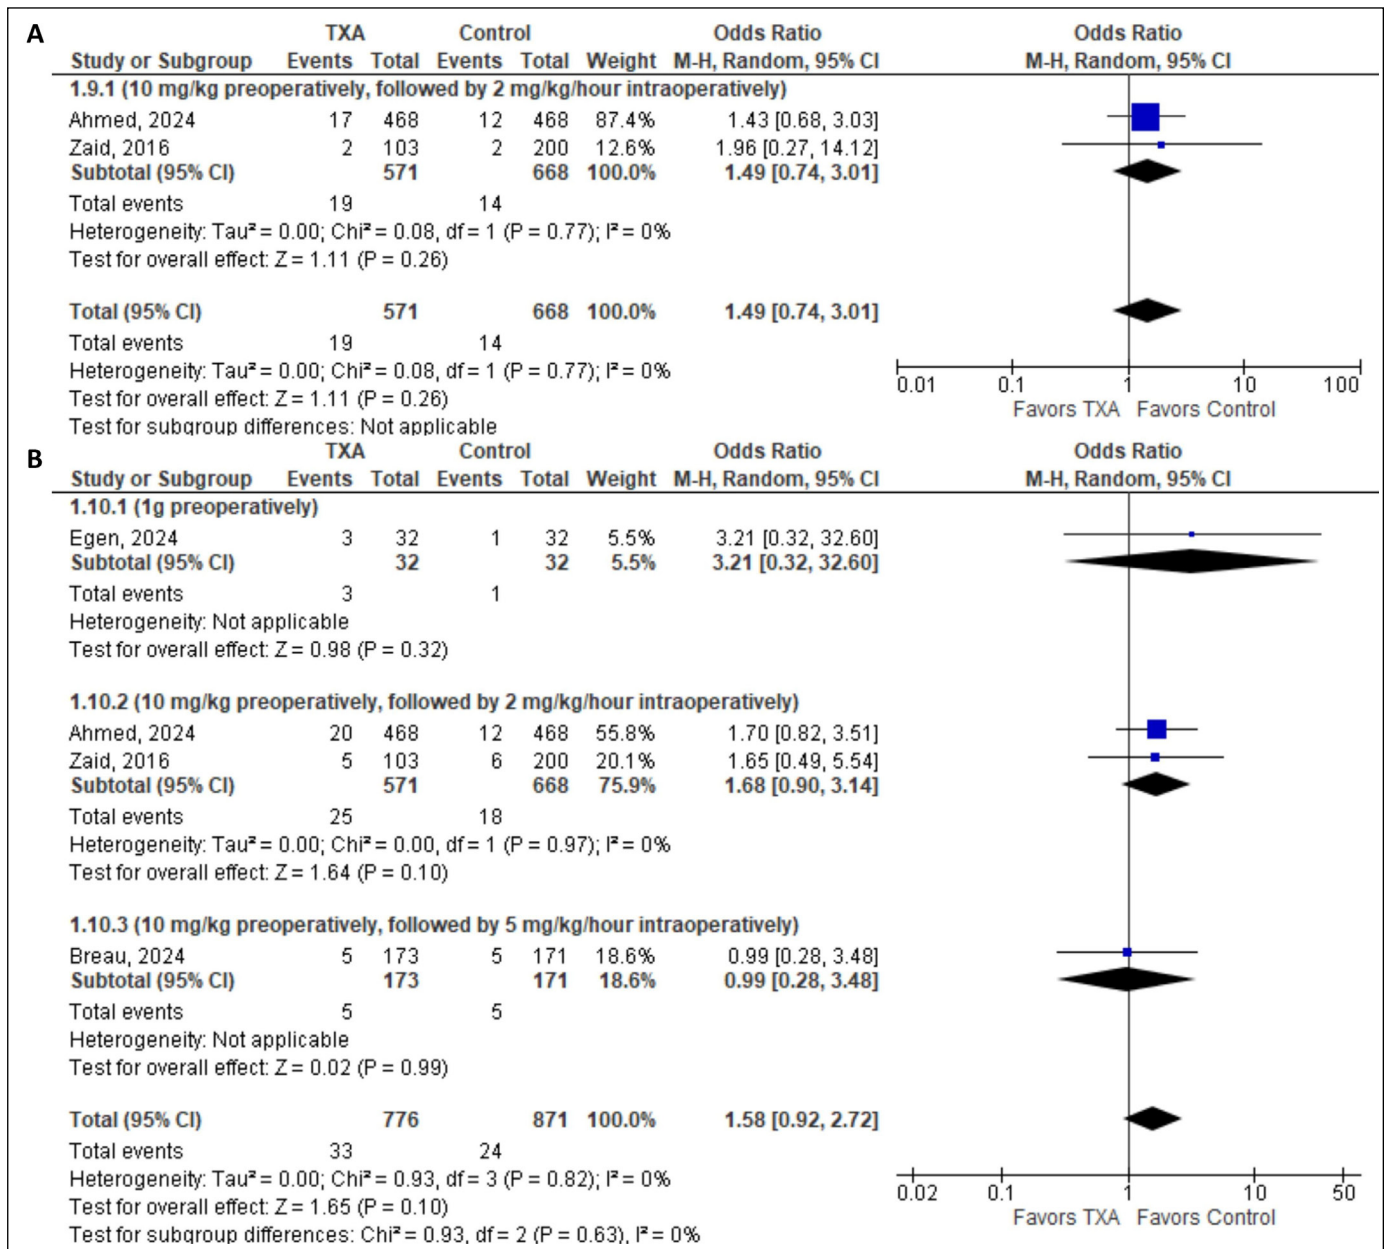 A
TXA Control Odds Ratio Odds Ratio
Study or Subgroup Events Total Events Total Weight M-H, Random, 95% CI M-H, Random, 95% CI
1.9.1 (10 mg/kg preoperatively, followed by 2 mg/kg/hour intraoperatively)
Ahmed, 2024 17 468 12 468 87.4% 1.43 [0.68, 3.03]
Zaid, 2016 2 103 2 200 12.6% 1.96 [0.27, 14.12]
Subtotal (95% CI) 571 668 100.0% 1.49 [0.74, 3.01]
Total events 19 14
Heterogeneity: Tau² = 0.00; Chi² = 0.08, df = 1 (P = 0.77); I² = 0%
Test for overall effect: Z = 1.11 (P = 0.26)
Total (95% CI) 571 668 100.0% 1.49 [0.74, 3.01]
Total events 19 14
Heterogeneity: Tau² = 0.00; Chi² = 0.08, df = 1 (P = 0.77); I² = 0%
Test for overall effect: Z = 1.11 (P = 0.26)
Test for subgroup differences: Not applicable
0.01 0.1 1 10 100
Favors TXA Favors Control
B
TXA Control Odds Ratio Odds Ratio
Study or Subgroup Events Total Events Total Weight M-H, Random, 95% CI M-H, Random, 95% CI
1.10.1 (1g preoperatively)
Egen, 2024 3 32 1 32 5.5% 3.21 [0.32, 32.60]
Subtotal (95% CI) 32 32 5.5% 3.21 [0.32, 32.60]
Total events 3 1
Heterogeneity: Not applicable
Test for overall effect: Z = 0.98 (P = 0.32)
1.10.2 (10 mg/kg preoperatively, followed by 2 mg/kg/hour intraoperatively)
Ahmed, 2024 20 468 12 468 55.8% 1.70 [0.82, 3.51]
Zaid, 2016 5 103 6 200 20.1% 1.65 [0.49, 5.54]
Subtotal (95% CI) 571 668 75.9% 1.68 [0.90, 3.14]
Total events 25 18
Heterogeneity: Tau² = 0.00; Chi² = 0.00, df = 1 (P = 0.97); I² = 0%
Test for overall effect: Z = 1.64 (P = 0.10)
1.10.3 (10 mg/kg preoperatively, followed by 5 mg/kg/hour intraoperatively)
Breau, 2024 5 173 5 171 18.6% 0.99 [0.28, 3.48]
Subtotal (95% CI) 173 171 18.6% 0.99 [0.28, 3.48]
Total events 5 5
Heterogeneity: Not applicable
Test for overall effect: Z = 0.02 (P = 0.99)
Total (95% CI) 776 871 100.0% 1.58 [0.92, 2.72]
Total events 33 24
Heterogeneity: Tau² = 0.00; Chi² = 0.93, df = 3 (P = 0.82); I² = 0%
Test for overall effect: Z = 1.65 (P = 0.10)
Test for subgroup differences: Chi² = 0.93, df = 2 (P = 0.63), I² = 0%
0.02 0.1 1 10 50
Favors TXA Favors Control